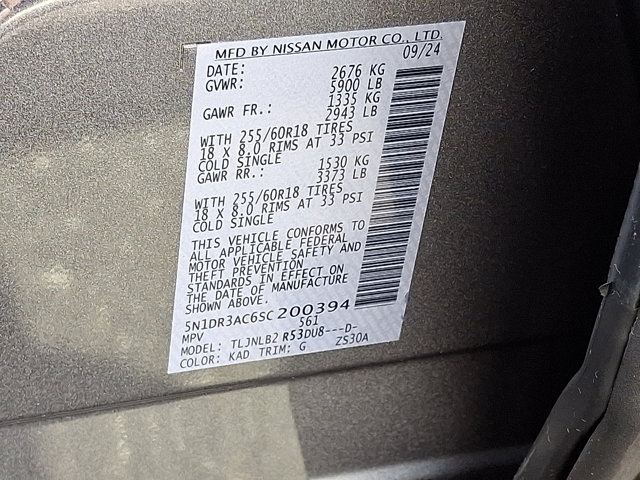 MFD BY NISSAN MOTOR CO., LTD.
DATE: 09/24
GVWR: 2676 KG
5900 LB
GAWR FR.: 1335 KG
2943 LB
WITH 255/60R18 TIRES
18 X 8.0 RIMS AT 33 PSI
COLD SINGLE
GAWR RR.: 1530 KG
3373 LB
WITH 255/60R18 TIRES
18 X 8.0 RIMS AT 33 PSI
COLD SINGLE
THIS VEHICLE CONFORMS TO
ALL APPLICABLE FEDERAL
MOTOR VEHICLE SAFETY AND
THEFT PREVENTION
STANDARDS IN EFFECT ON
THE DATE OF MANUFACTURE
SHOWN ABOVE.
5N1DR3AC6SC200394
MPV 561
MODEL: TLJNLB2 R53DU8---D-
COLOR: KAD TRIM: G ZS30A